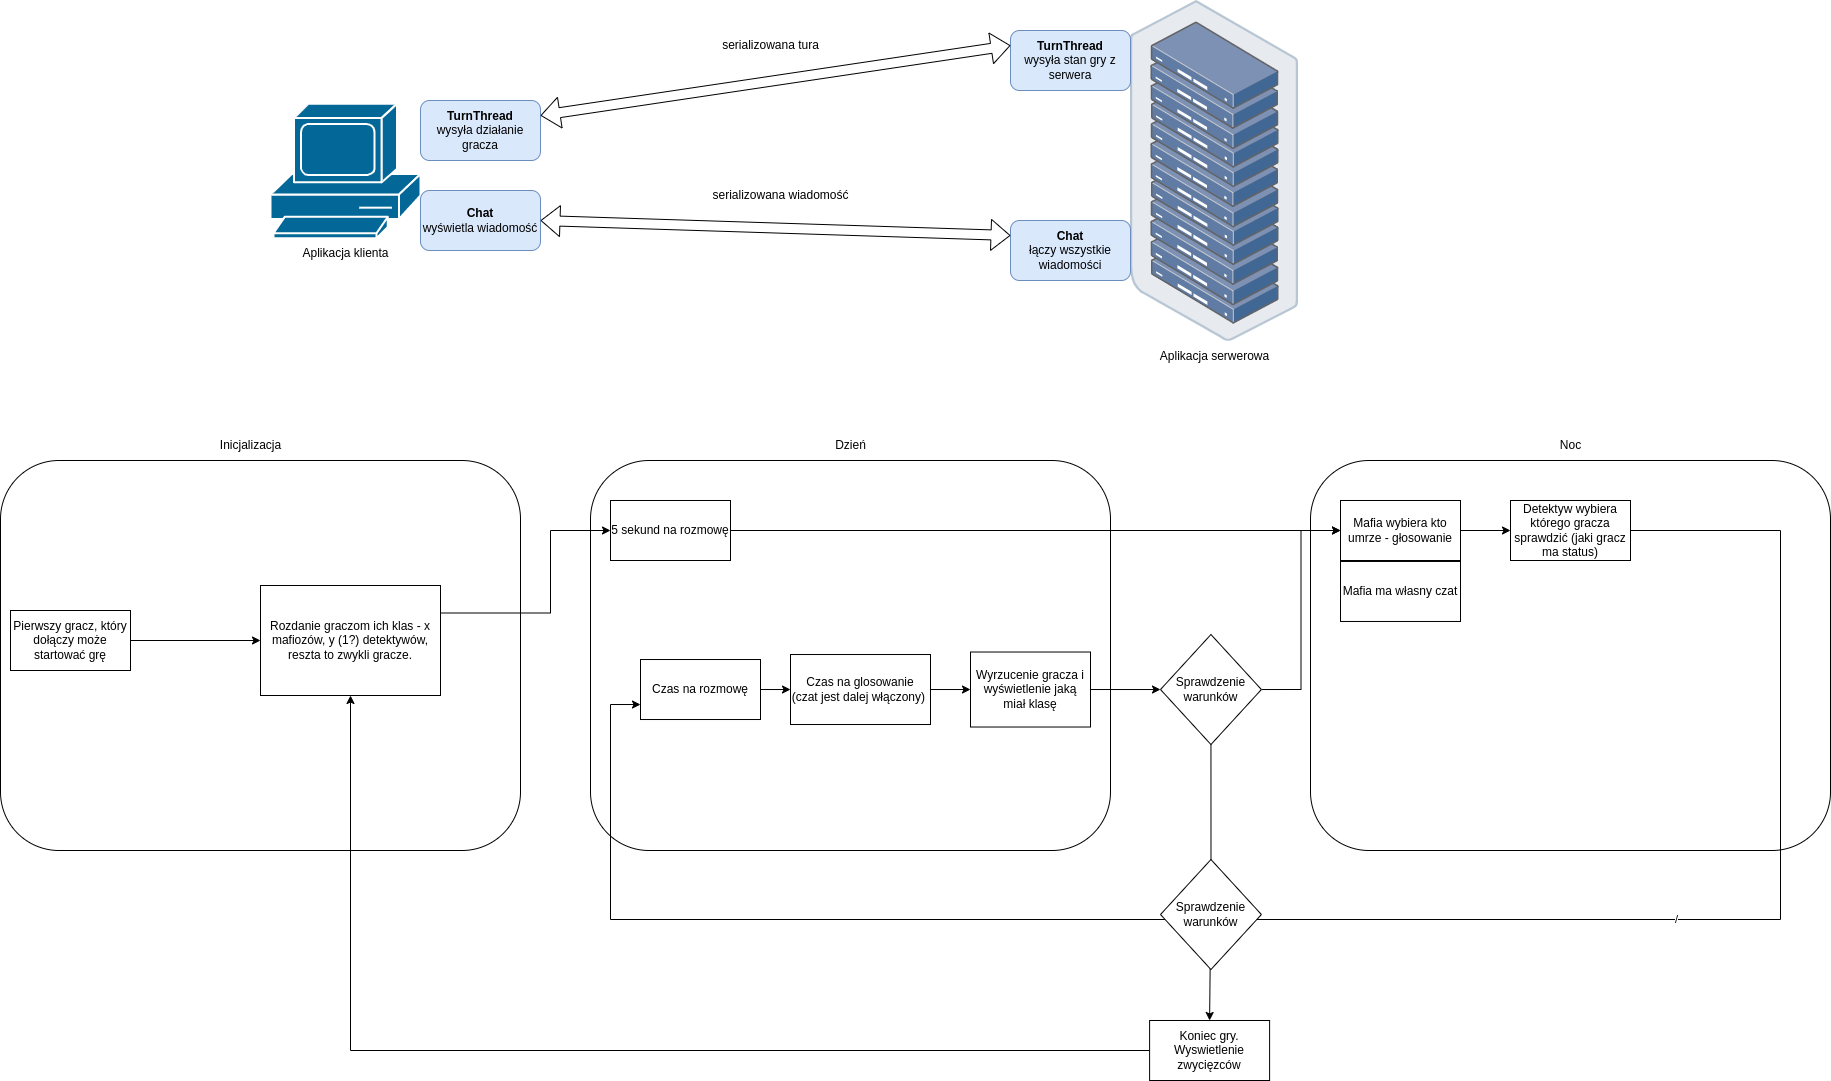 serializowana tura
TurnThread
wysyła stan gry z
serwera
TurnThread
wysyła działanie
gracza
serializowana wiadomość
Chat
wyświetla wiadomość
Chat
łączy wszystkie
wiadomości
Aplikacja klienta
Aplikacja serwerowa
Inicjalizacja
Dzień
Noc
Pierwszy gracz, który
dołączy może
startować grę
Rozdanie graczom ich klas - x
mafiozów, y (1?) detektywów,
reszta to zwykli gracze.
5 sekund na rozmowę
Czas na rozmowę
Czas na glosowanie
(czat jest dalej włączony)
Wyrzucenie gracza i
wyświetlenie jaką
miał klasę
Sprawdzenie
warunków
Mafia wybiera kto
umrze - głosowanie
Mafia ma własny czat
Detektyw wybiera
którego gracza
sprawdzić (jaki gracz
ma status)
Sprawdzenie
warunków
/
Koniec gry.
Wyswietlenie
zwycięzców